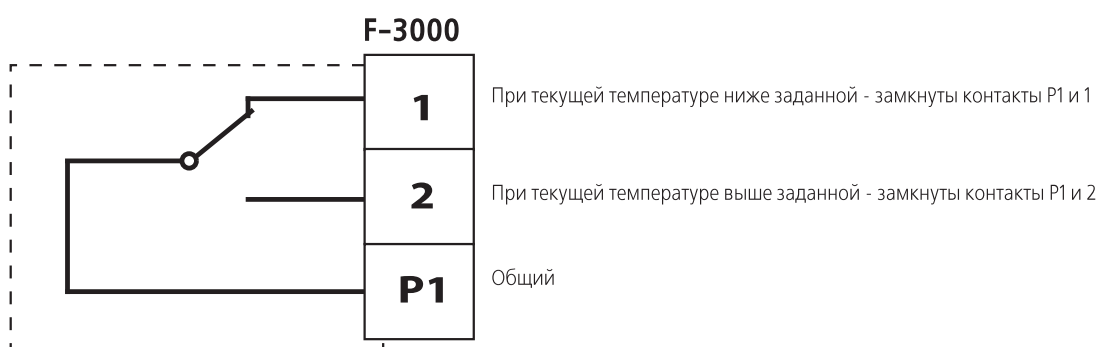 F-3000
1
При текущей температуре ниже заданной - замкнуты контакты P1 и 1
2
При текущей температуре выше заданной - замкнуты контакты P1 и 2
P1
Общий